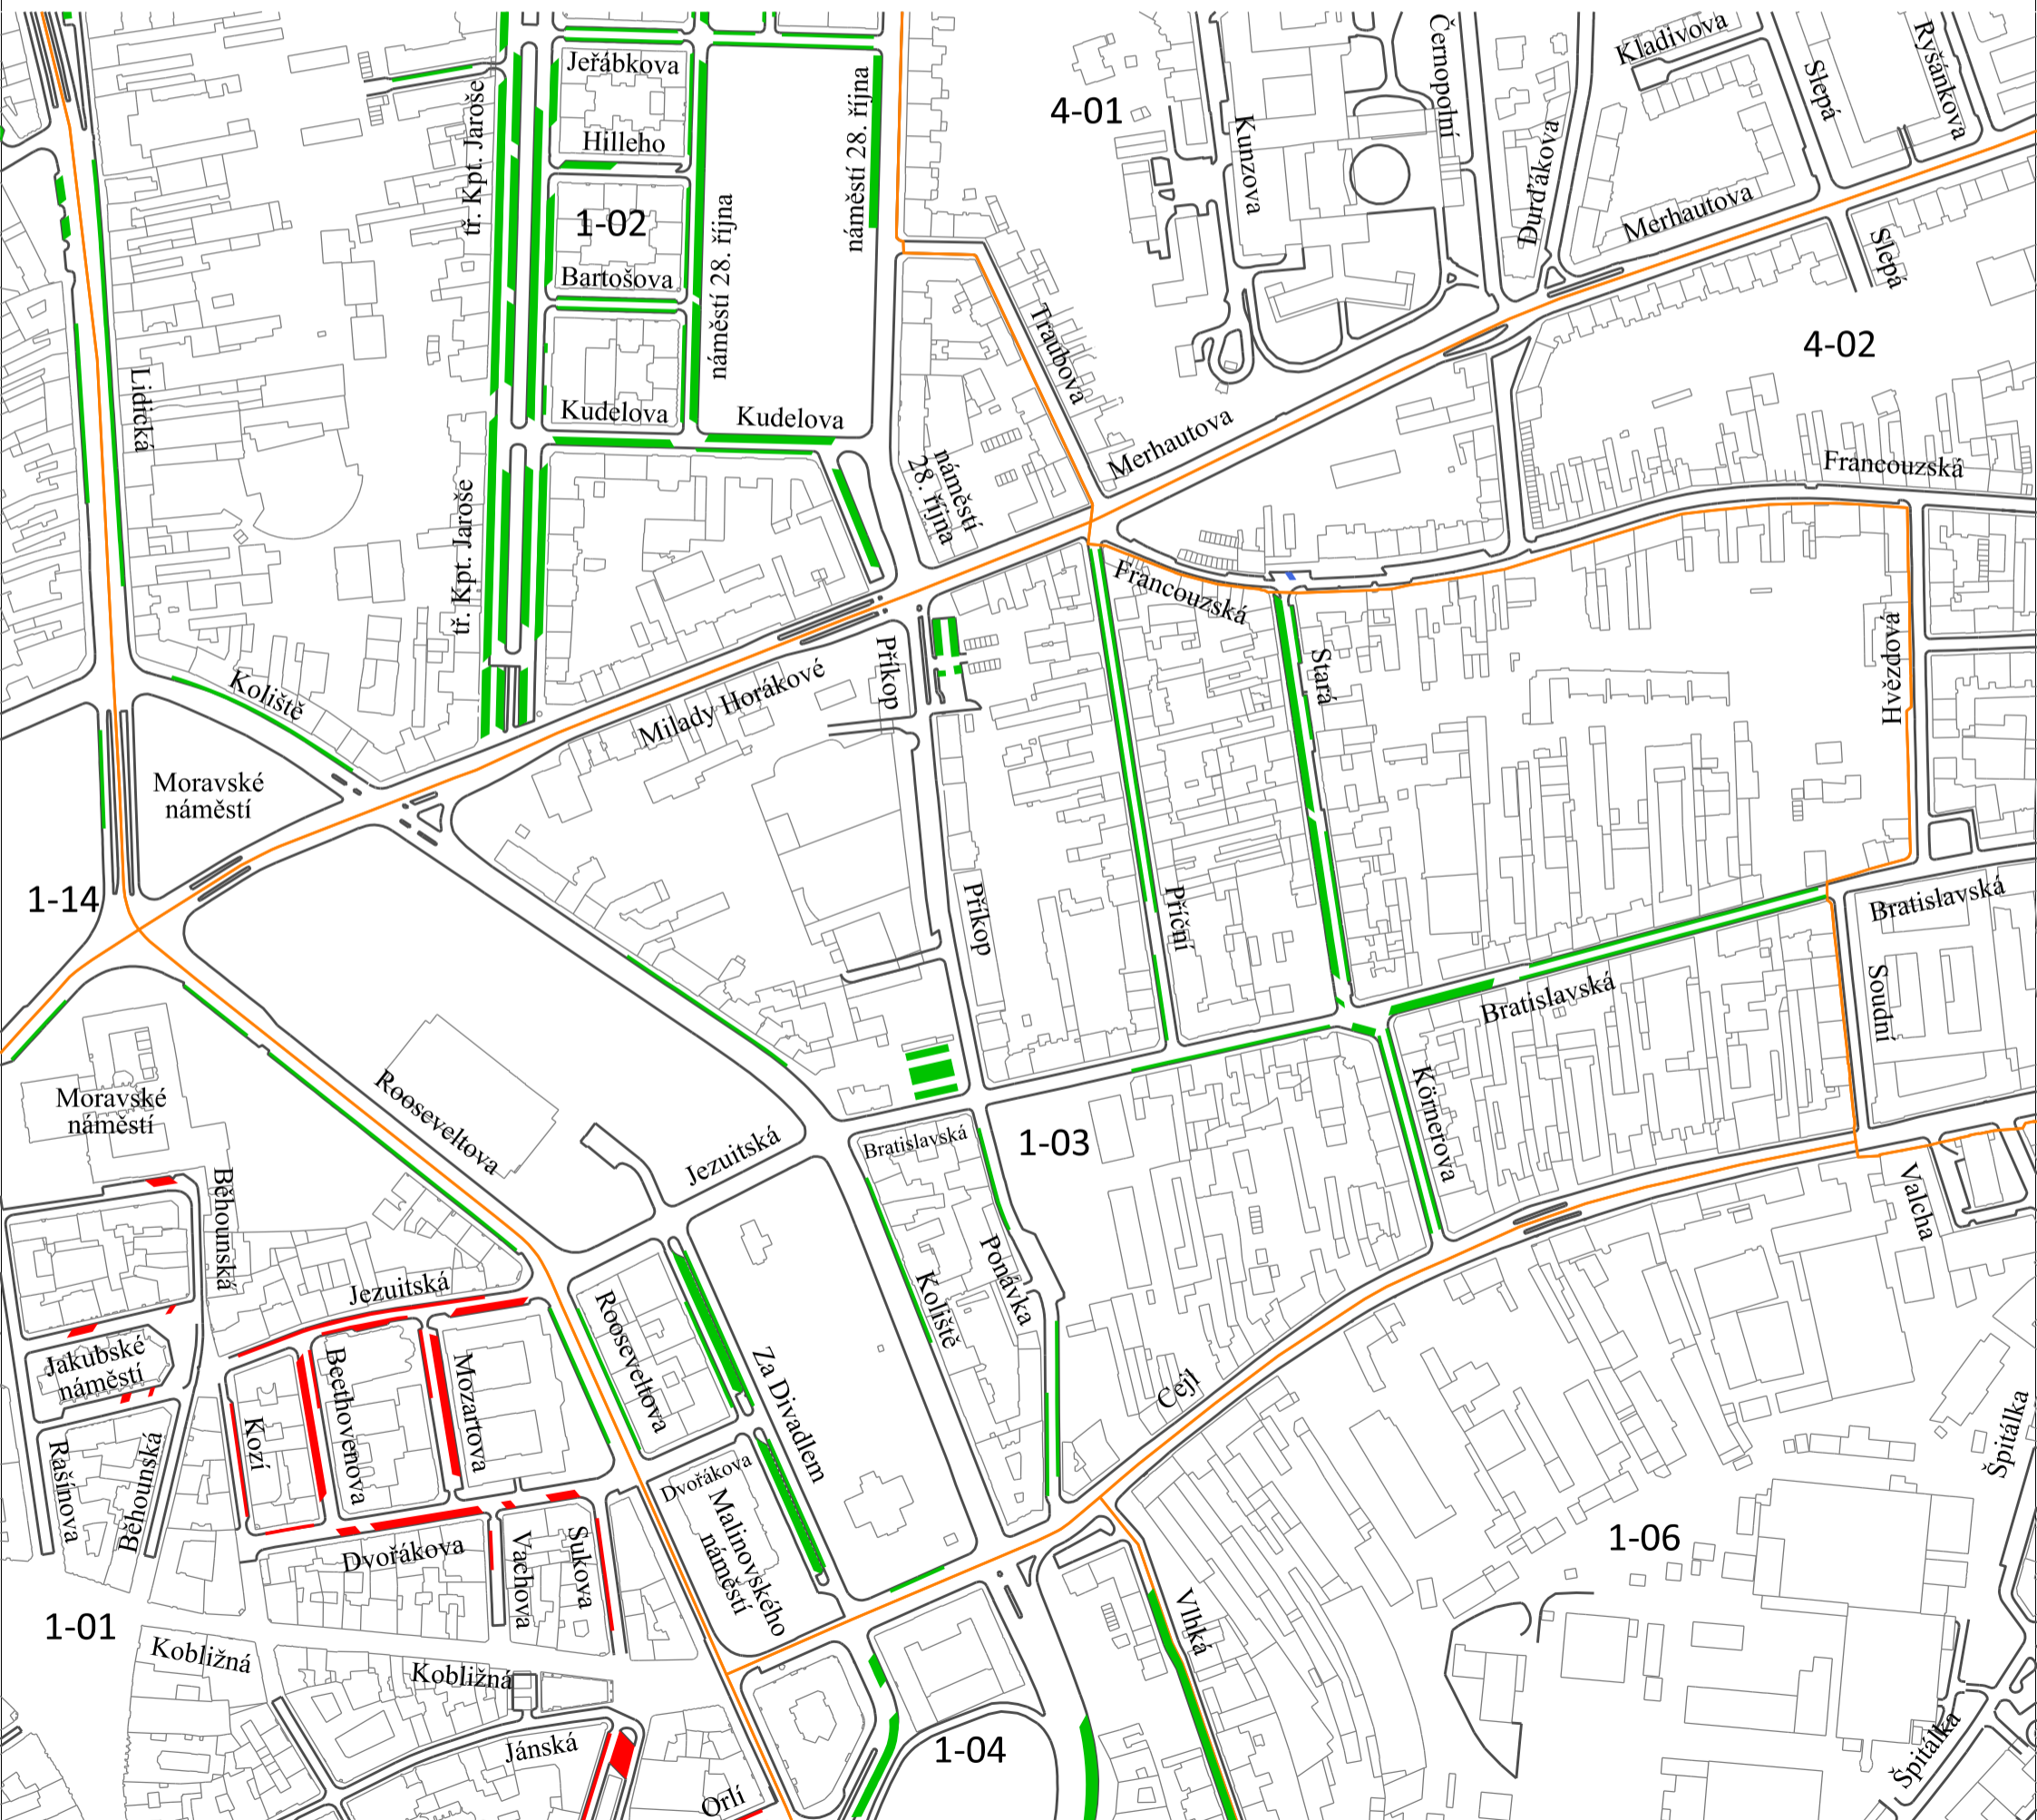 Jeřábkova
Hilleho
1-02
Bartošova
Kudelova
Kudelova
tř. Kpt. Jaroše
tř. Kpt. Jaroše
náměstí 28. října
náměstí 28. října
náměstí
28. října
4-01
Kunzova
Černopolní
Durďákova
Kladivova
Slepá
Ryšánkova
Merhautova
Slepá
4-02
Traubova
Merhautova
Francouzská
Francouzská
Lidická
Koliště
Milady Horákové
Příkop
Stará
Hvězdová
Moravské
náměstí
1-14
Příkop
Příční
Bratislavská
Bratislavská
Soudní
Moravské
náměstí
Rooseveltova
Jezuitská
Bratislavská
1-03
Körnerova
Valcha
Běhounská
Jezuitská
Ponávka
Koliště
Rooseveltova
Za Divadlem
Cejl
Jakubské
náměstí
Beethovenova
Mozartova
Kozí
Rašínova
Běhounská
Dvořákova
Malinovského
náměstí
Dvořákova
Vachova
Sukova
Vlhká
1-06
Špitálka
1-01
Kobližná
Kobližná
Jánská
Orlí
1-04
Špitálka